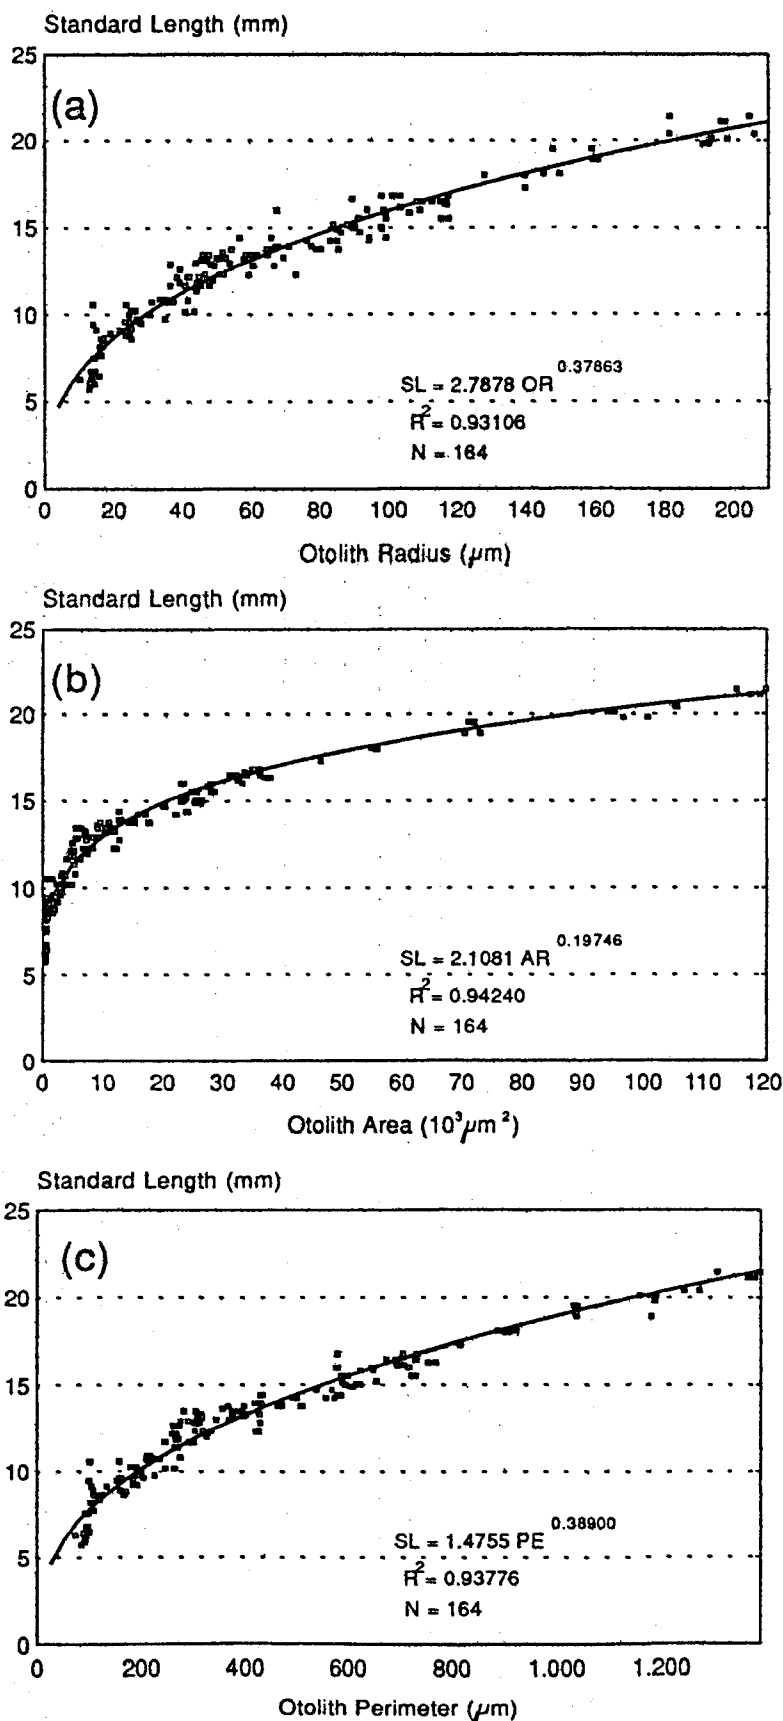 Standard Length (mm)
25
(a)
20
15
10
SL = 2.7878 OR 0.37863
5
R2 = 0.93106
N = 164
0
0 20 40 60 80 100 120 140 160 180 200
Otolith Radius (µm)
Standard Length (mm)
25
(b)
20
15
10
SL = 2.1081 AR 0.19746
5
R2 = 0.94240
N = 164
0
0 10 20 30 40 50 60 70 80 90 100 110 120
Otolith Area (10³µm²)
Standard Length (mm)
25
(c)
20
15
10
SL = 1.4755 PE 0.38900
5
R2 = 0.93776
N = 164
0
0 200 400 600 800 1.000 1.200
Otolith Perimeter (µm)